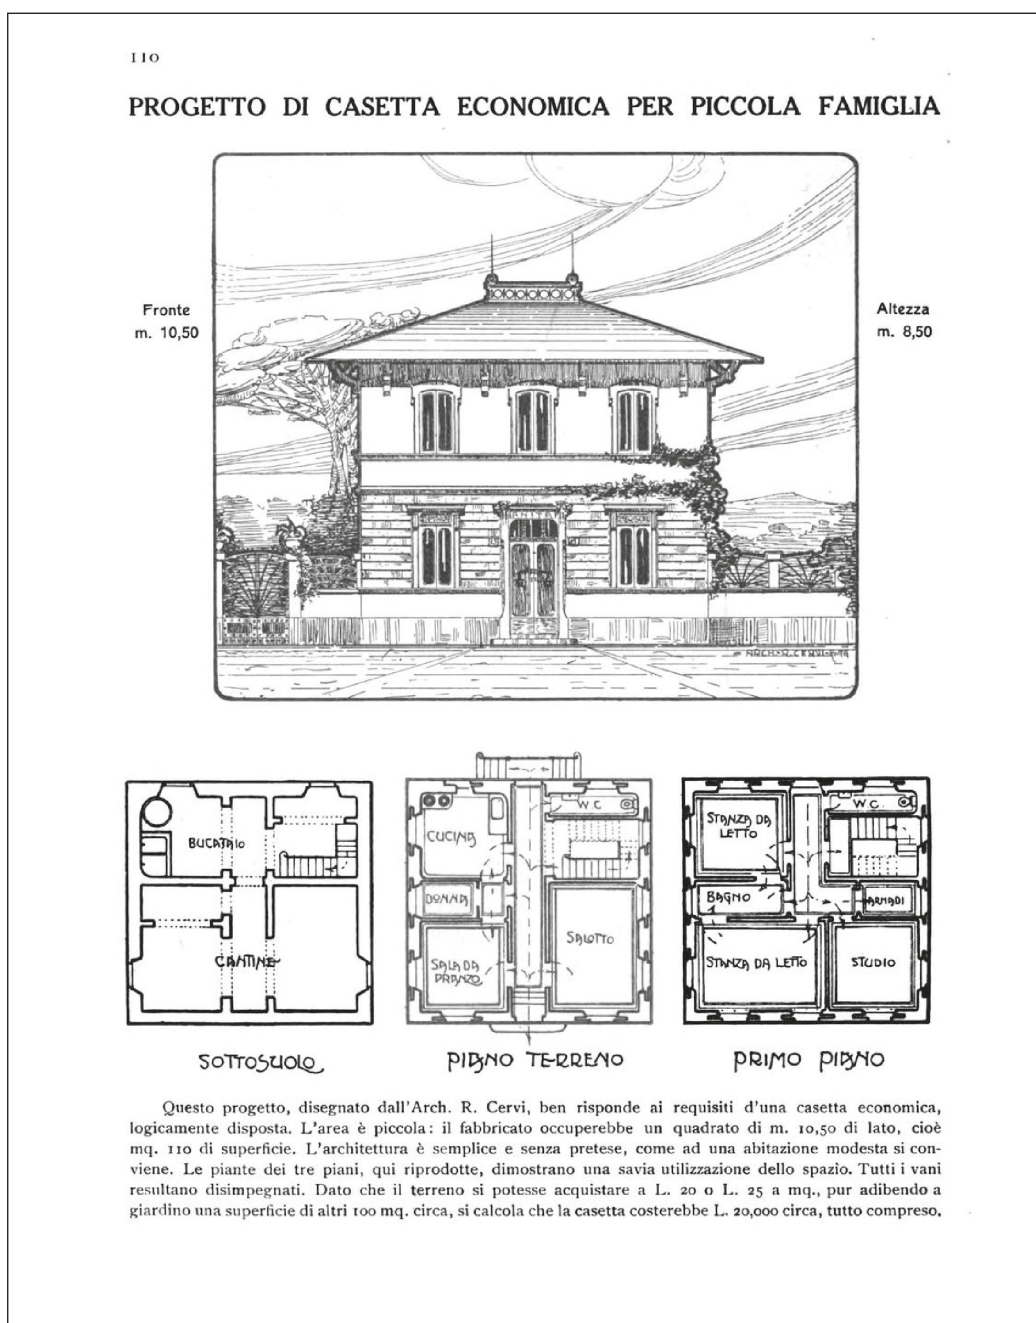 110
PROGETTO DI CASETTA ECONOMICA PER PICCOLA FAMIGLIA
Fronte
m. 10,50
Altezza
m. 8,50
ARCH. R. CERVI
BUCATAIO
CANTINE
SOTTOSUOLO
W.C.
CUCINA
DONNA
SALOTTO
SALA DA
PRANZO
PIANO TERRENO
W.C.
STANZA DA
LETTO
BAGNO
ARMADI
STANZA DA LETTO
STUDIO
PRIMO PIANO
Questo progetto, disegnato dall'Arch. R. Cervi, ben risponde ai requisiti d'una casetta economica,
logicamente disposta. L'area è piccola: il fabbricato occuperebbe un quadrato di m. 10,50 di lato, cioè
mq. 110 di superficie. L'architettura è semplice e senza pretese, come ad una abitazione modesta si con-
viene. Le piante dei tre piani, qui riprodotte, dimostrano una savia utilizzazione dello spazio. Tutti i vani
resultano disimpegnati. Dato che il terreno si potesse acquistare a L. 20 o L. 25 a mq., pur adibendo a
giardino una superficie di altri 100 mq. circa, si calcola che la casetta costerebbe L. 20,000 circa, tutto compreso.